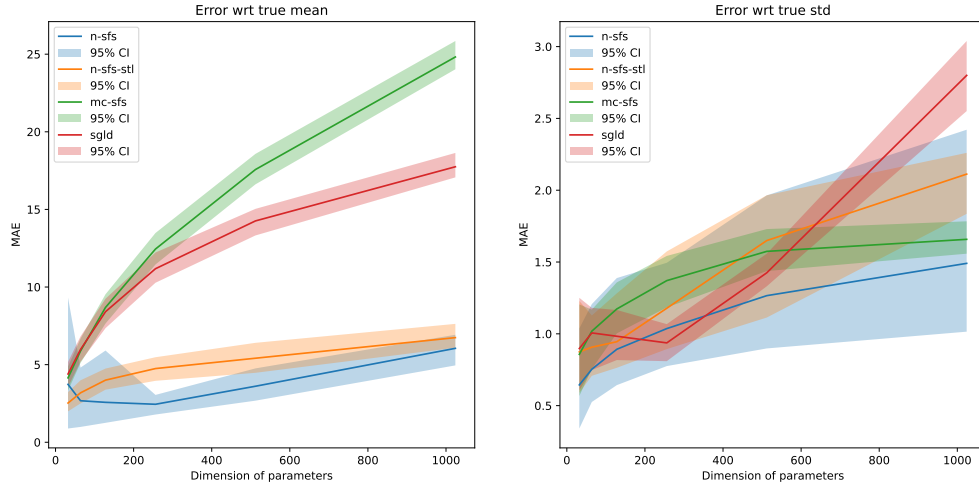 Error wrt true mean
n-sfs
95% CI
n-sfs-stl
95% CI
mc-sfs
95% CI
sgld
95% CI
25
20
15
10
5
0
MAE
0
200
400
600
800
1000
Dimension of parameters
Error wrt true std
n-sfs
95% CI
n-sfs-stl
95% CI
mc-sfs
95% CI
sgld
95% CI
3.0
2.5
2.0
1.5
1.0
0.5
MAE
0
200
400
600
800
1000
Dimension of parameters